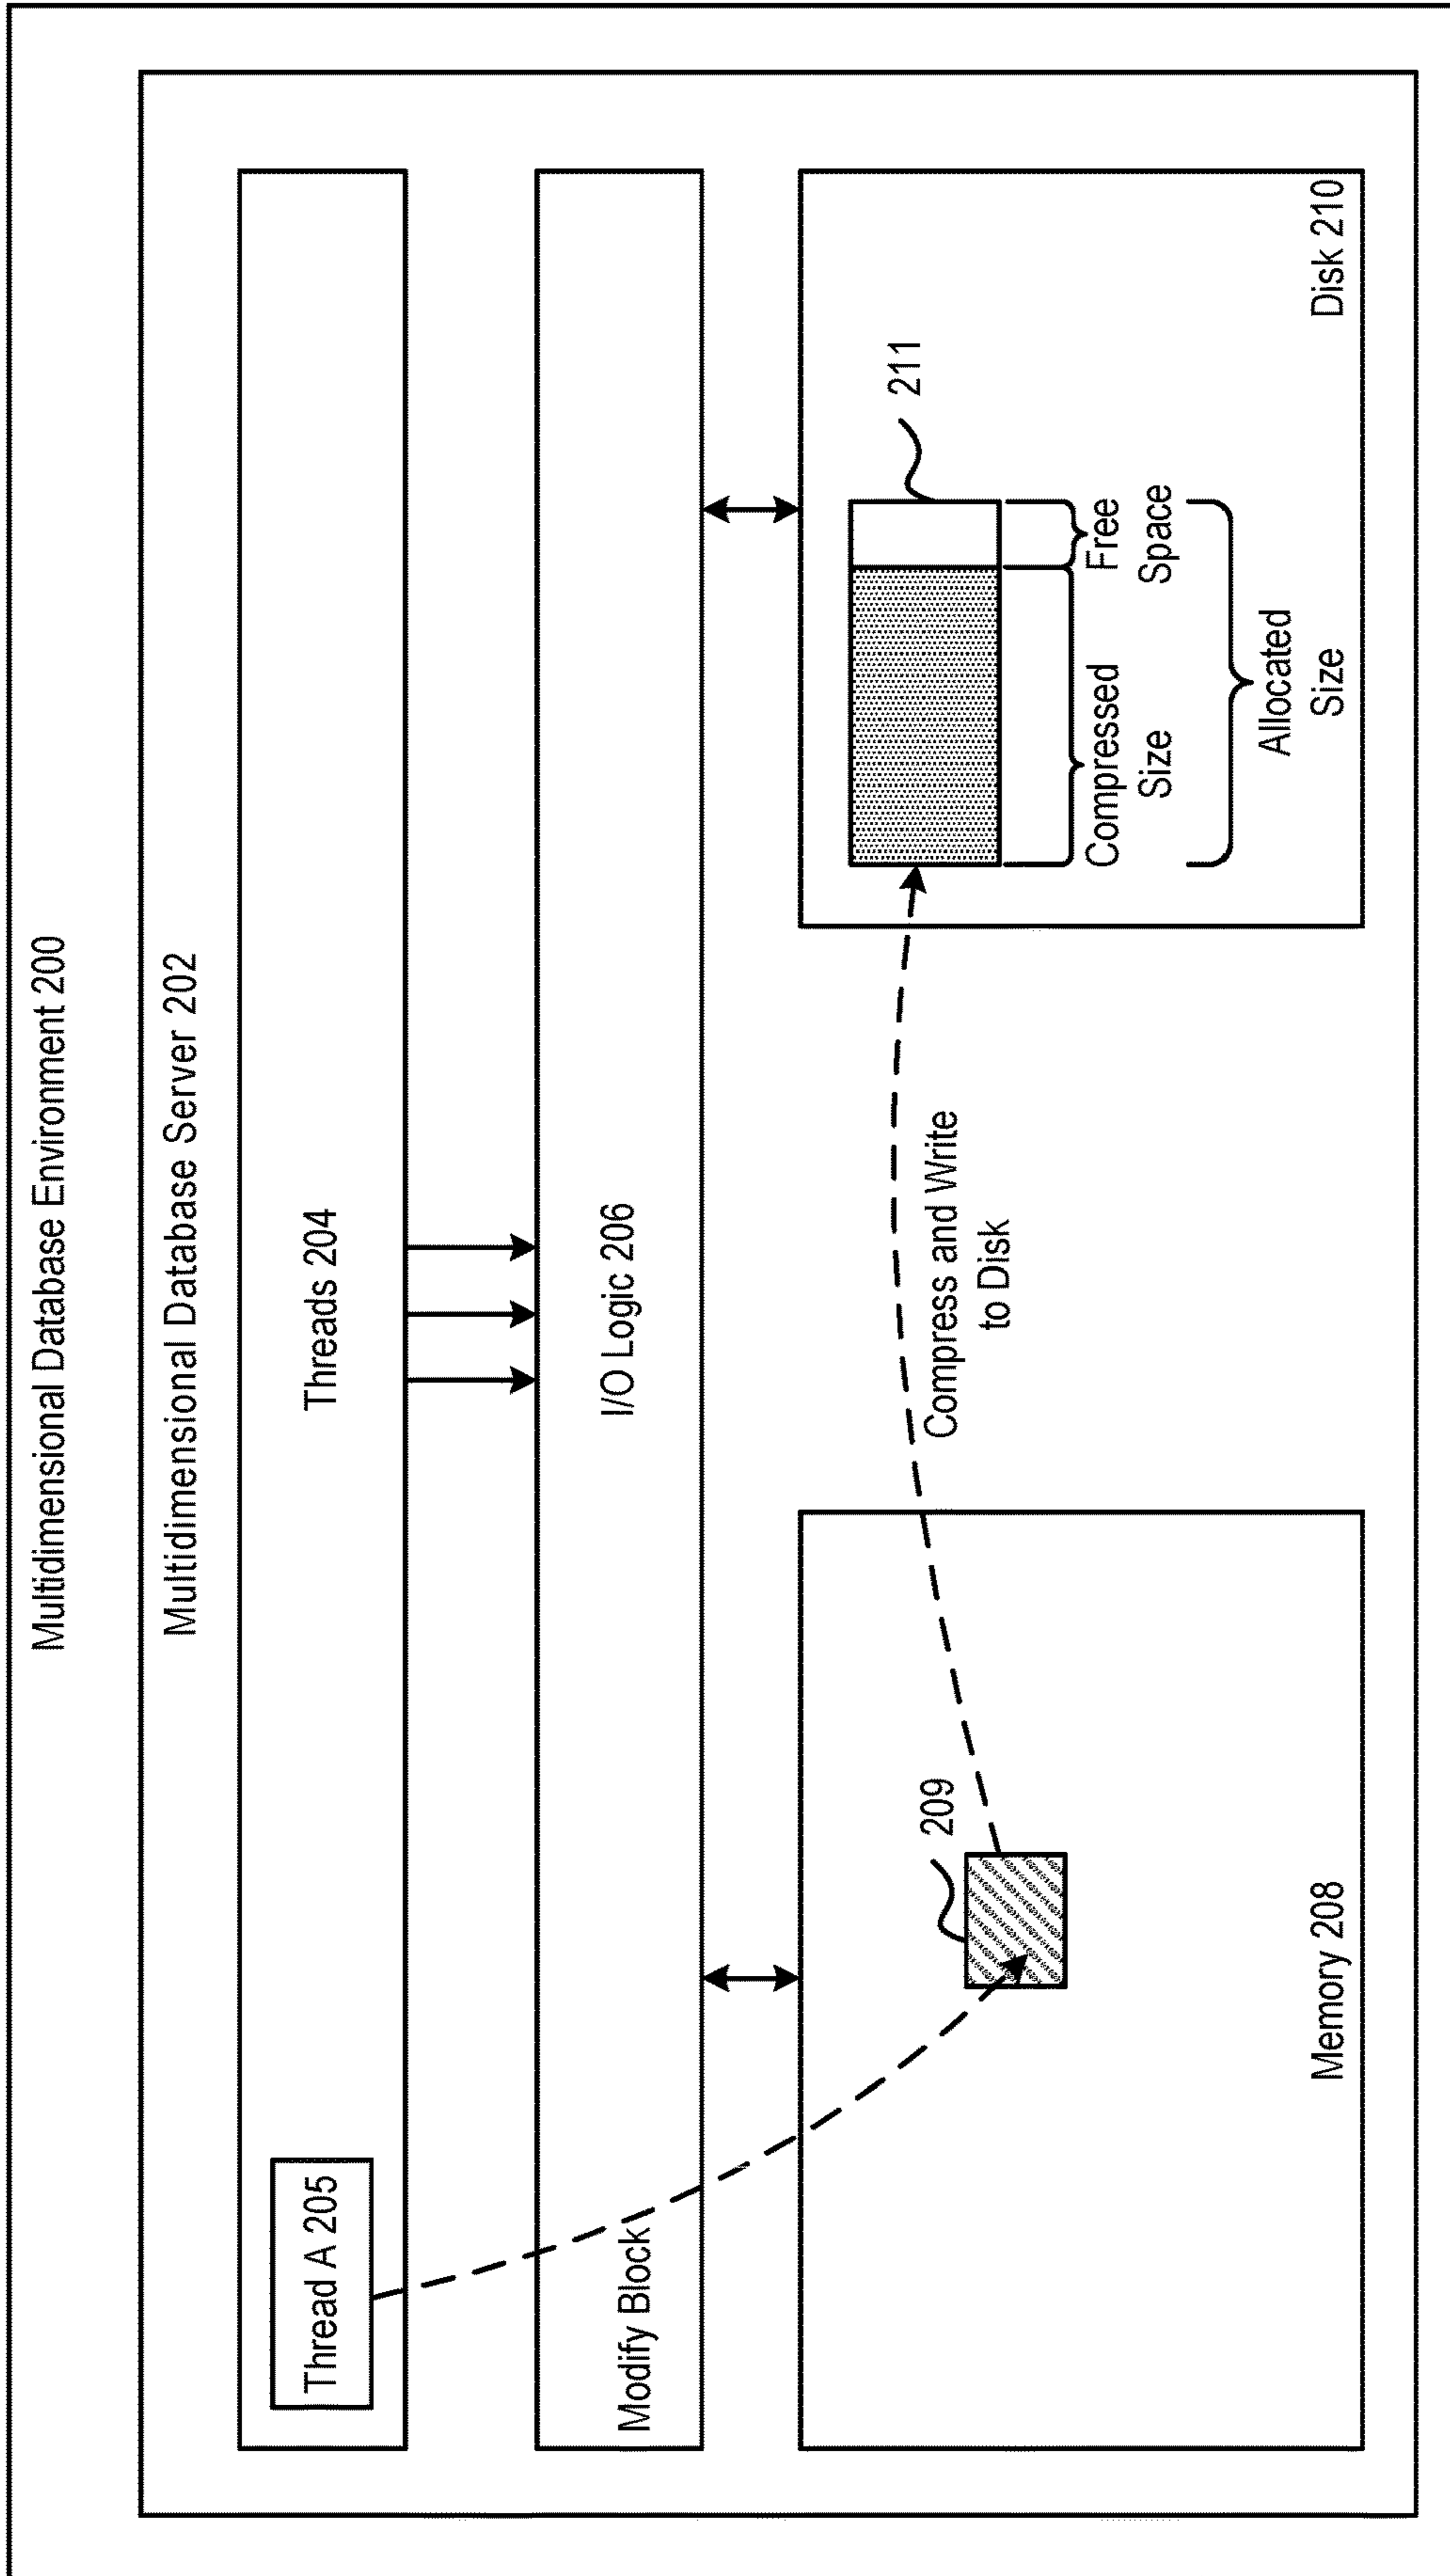 Multidimensional Database Environment 200
Multidimensional Database Server 202
Thread A 205
Threads 204
Modify Block
I/O Logic 206
209
Memory 208
Compress and Write
to Disk
211
Compressed
Size
Free
Space
Allocated
Size
Disk 210